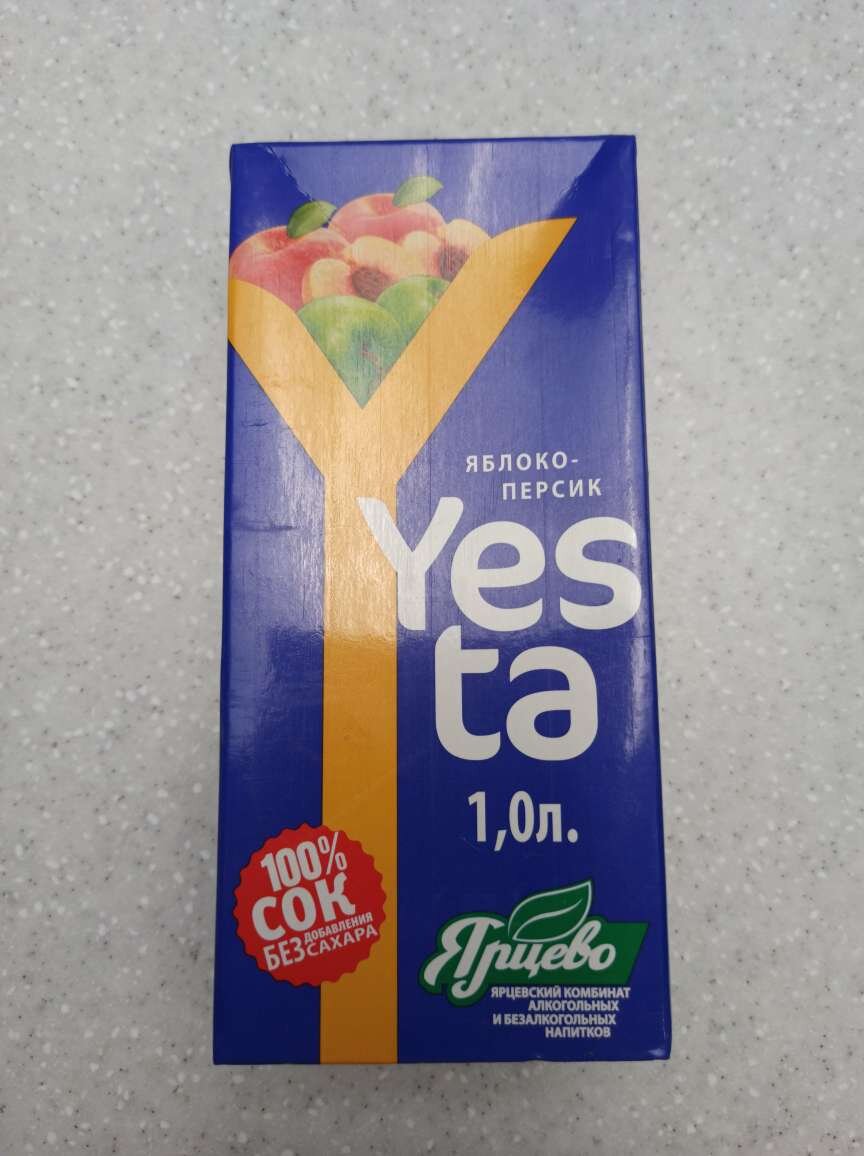 ЯБЛОКО-
ПЕРСИК
Yes
ta
1,0л.
100%
СОК
БЕЗ ДОБАВЛЕНИЯ
САХАРА
Ярцево
ЯРЦЕВСКИЙ КОМБИНАТ
АЛКОГОЛЬНЫХ
И БЕЗАЛКОГОЛЬНЫХ
НАПИТКОВ